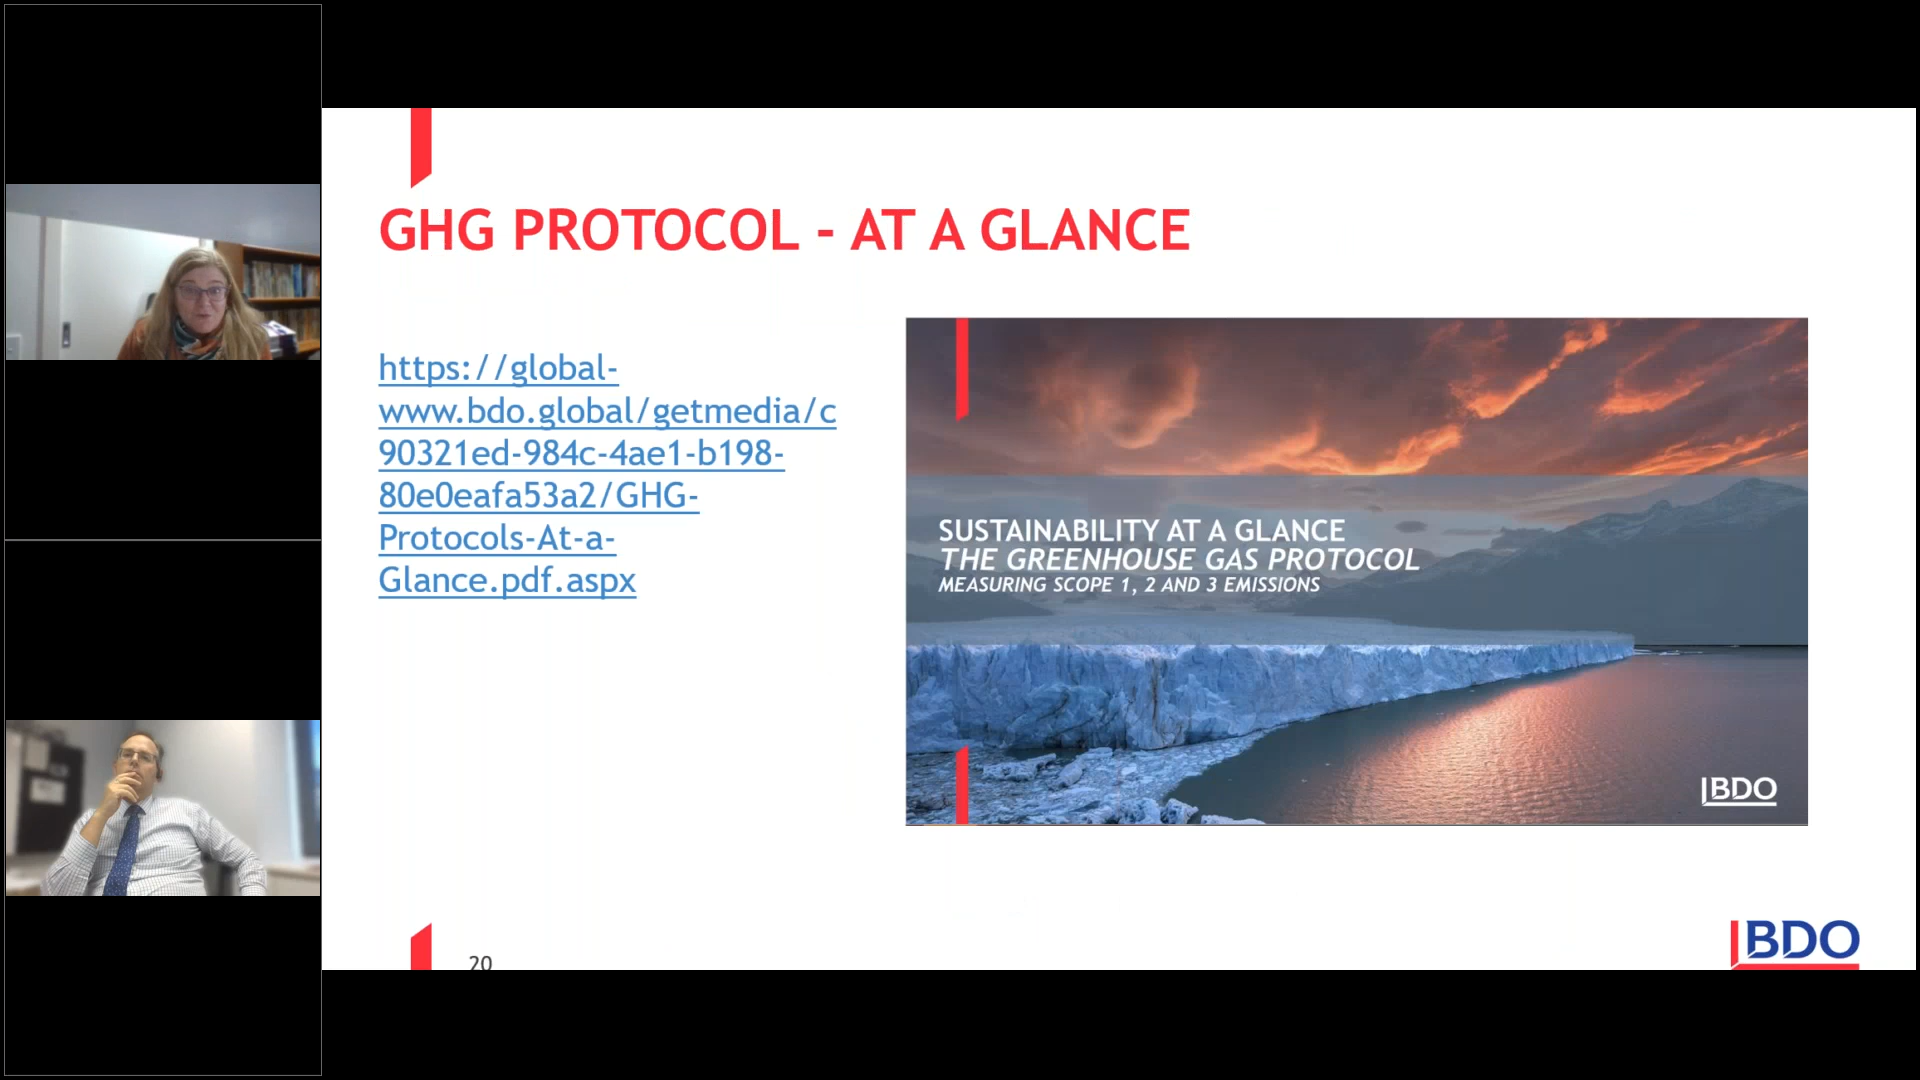 GHG PROTOCOL - AT A GLANCE
https://global-
www.bdo.global/getmedia/c
90321ed-984c-4ae1-b198-
80e0eafa53a2/GHG-
Protocols-At-a-
Glance.pdf.aspx
SUSTAINABILITY AT A GLANCE
THE GREENHOUSE GAS PROTOCOL
MEASURING SCOPE 1, 2 AND 3 EMISSIONS
BDO
20
BDO